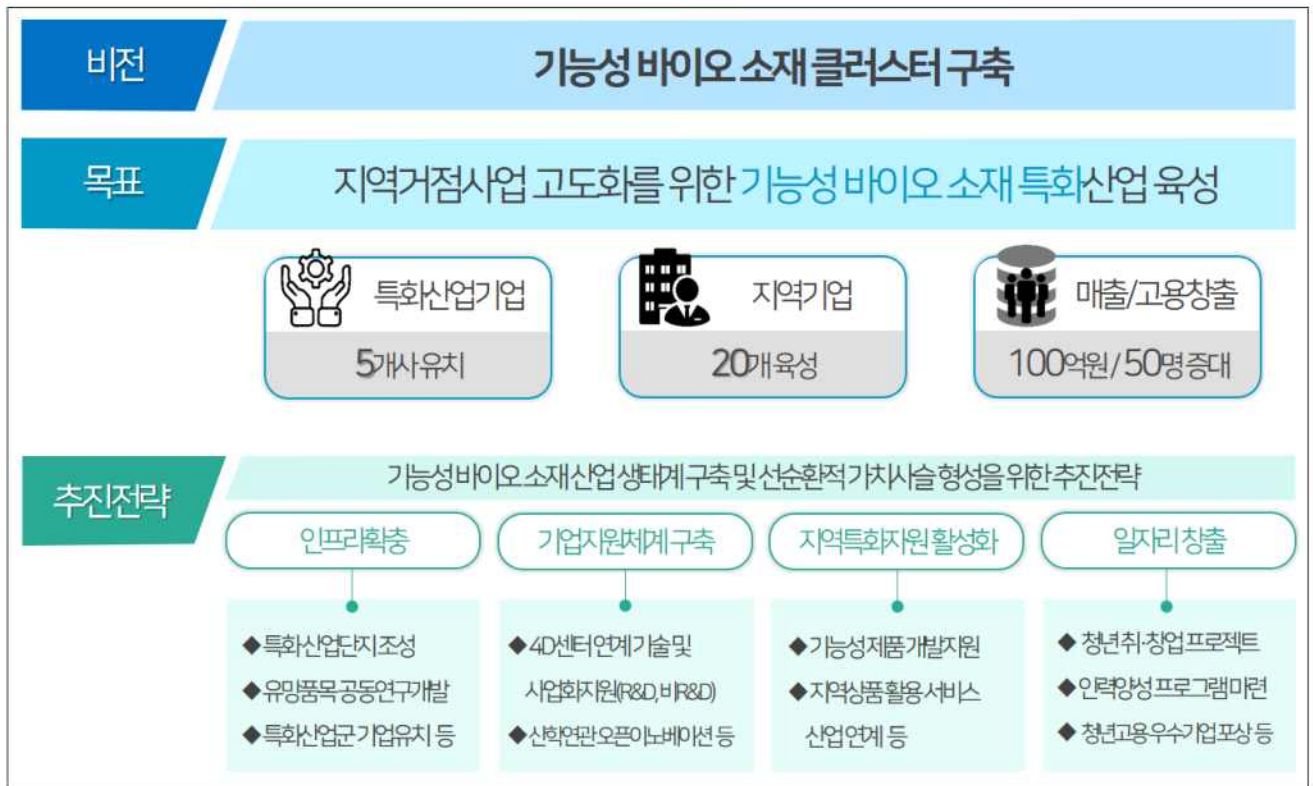 비전
기능성 바이오 소재 클러스터 구축
목표
지역거점사업 고도화를 위한 기능성 바이오 소재 특화산업 육성
특화산업기업
5개사 유치
지역기업
20개 육성
매출/고용창출
100억원 / 50명 증대
추진전략
기능성 바이오 소재 산업 생태계 구축 및 선순환적 가치사슬 형성을 위한 추진전략
인프라확충
◆특화산업단지 조성
◆유망품목 공동연구개발
◆특화산업군 기업유치 등
기업지원체계 구축
◆4D센터 연계 기술 및
사업화지원(R&D, 비R&D)
◆산학연관 오픈이노베이션 등
지역특화자원 활성화
◆기능성 제품 개발지원
◆지역상품 활용 서비스
산업 연계 등
일자리 창출
◆ 청년 취·창업 프로젝트
◆인력양성 프로그램 마련
◆ 청년고용 우수기업 포상 등